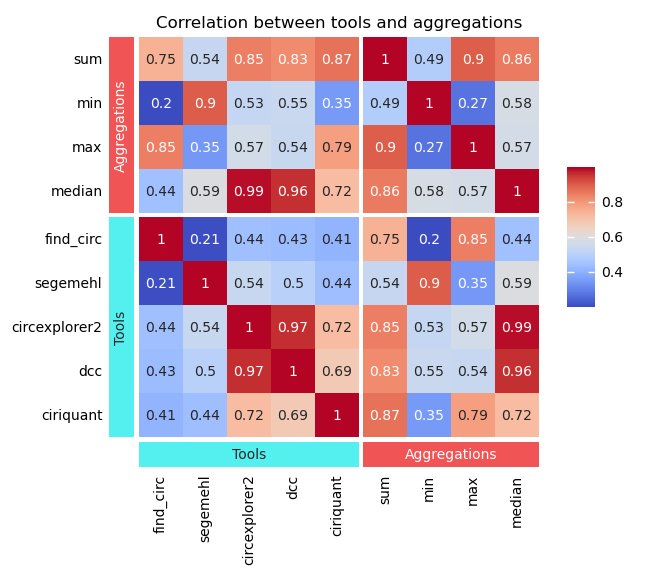 Correlation between tools and aggregations
Aggregations
sum 0.75 0.54 0.85 0.83 0.87 1 0.49 0.9 0.86
min 0.2 0.9 0.53 0.55 0.35 0.49 1 0.27 0.58
max 0.85 0.35 0.57 0.54 0.79 0.9 0.27 1 0.57
median 0.44 0.59 0.99 0.96 0.72 0.86 0.58 0.57 1
Tools
find_circ 1 0.21 0.44 0.43 0.41 0.75 0.2 0.85 0.44
segemehl 0.21 1 0.54 0.5 0.44 0.54 0.9 0.35 0.59
circexplorer2 0.44 0.54 1 0.97 0.72 0.85 0.53 0.57 0.99
dcc 0.43 0.5 0.97 1 0.69 0.83 0.55 0.54 0.96
ciriquant 0.41 0.44 0.72 0.69 1 0.87 0.35 0.79 0.72
Tools Aggregations
find_circ segemehl circexplorer2 dcc ciriquant sum min max median
0.8
0.6
0.4